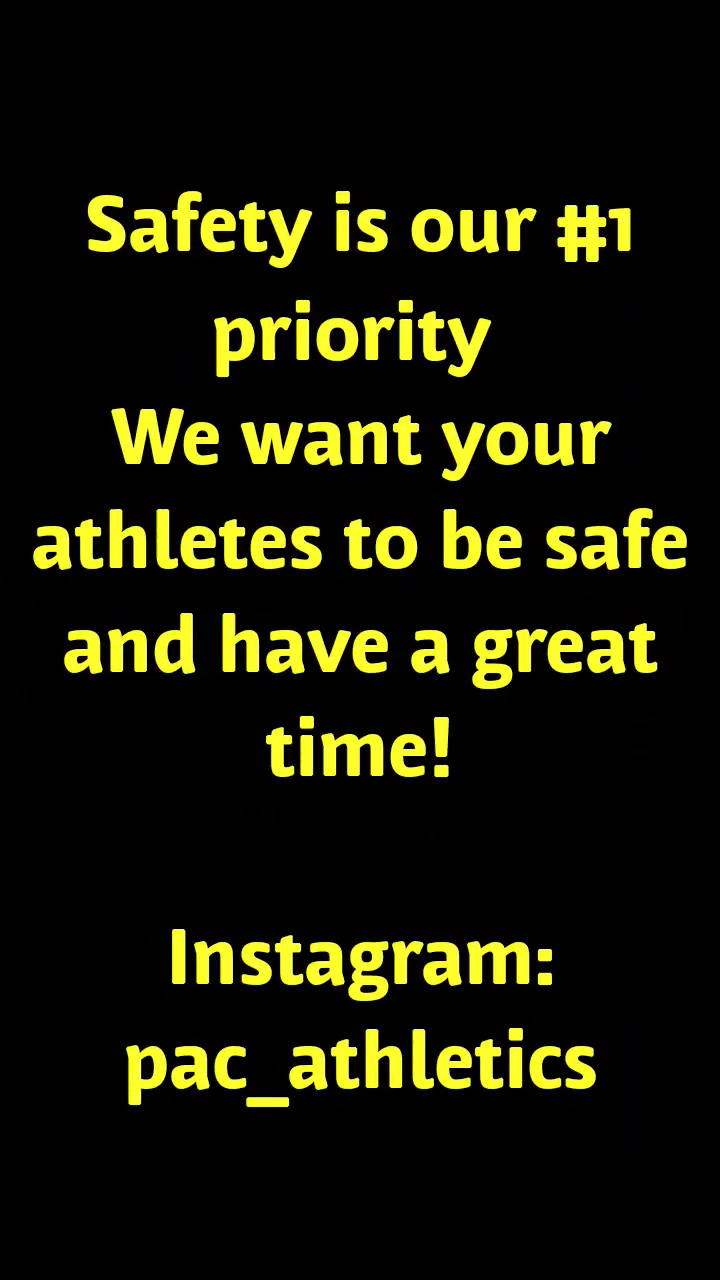 Safety is our #1
priority
We want your
athletes to be safe
and have a great
time!
Instagram:
pac_athletics